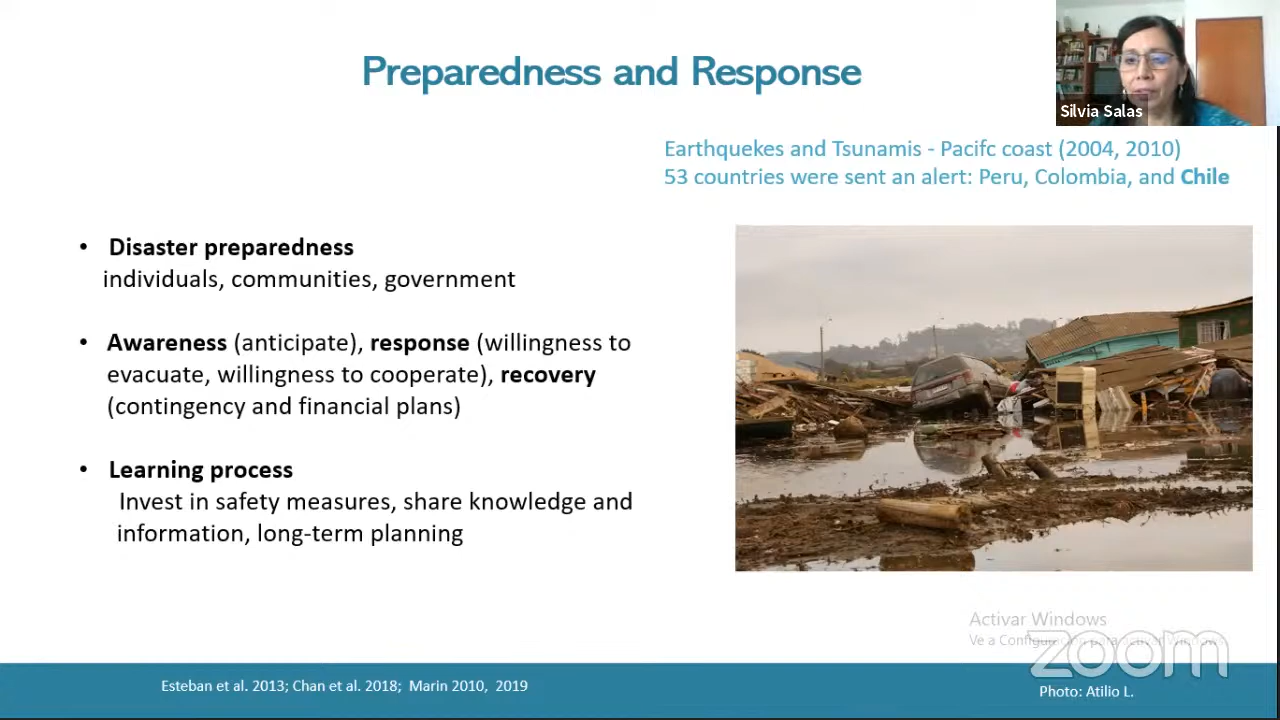 Preparedness and Response
Silvia Salas
Earthquekes and Tsunamis - Pacifc coast (2004, 2010)
53 countries were sent an alert: Peru, Colombia, and Chile
• Disaster preparedness
individuals, communities, government
• Awareness (anticipate), response (willingness to
evacuate, willingness to cooperate), recovery
(contingency and financial plans)
• Learning process
Invest in safety measures, share knowledge and
information, long-term planning
Activar Windows
Ve a Configuración para activar Windows.
zoom
Esteban et al. 2013; Chan et al. 2018; Marin 2010, 2019
Photo: Atilio L.